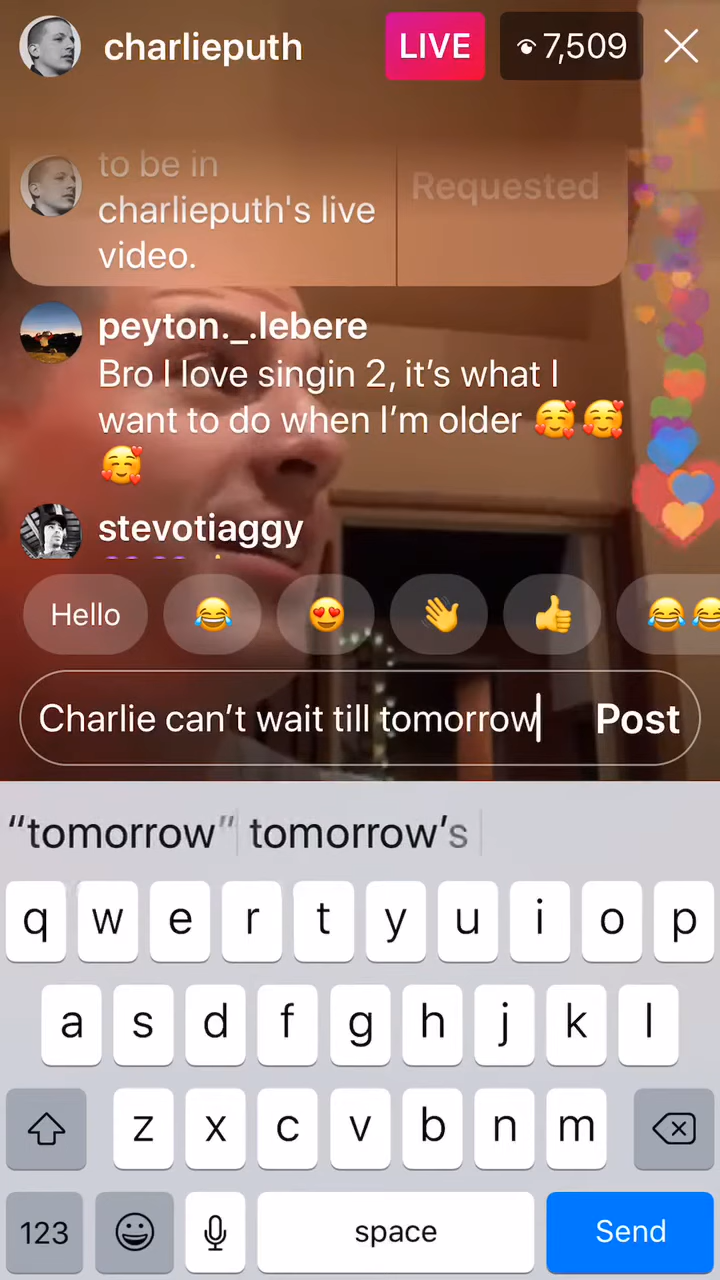 charlieputh LIVE 7,509
to be in
charlieputh's live
video.
Requested
peyton._.lebere
Bro I love singin 2, it's what I
want to do when I'm older 🥰🥰
🥰
stevotiaggy
Hello 😂 😍 👋 👍 😂😂
Charlie can't wait till tomorrow Post
“tomorrow” tomorrow's
q w e r t y u i o p
a s d f g h j k l
z x c v b n m
123 space Send